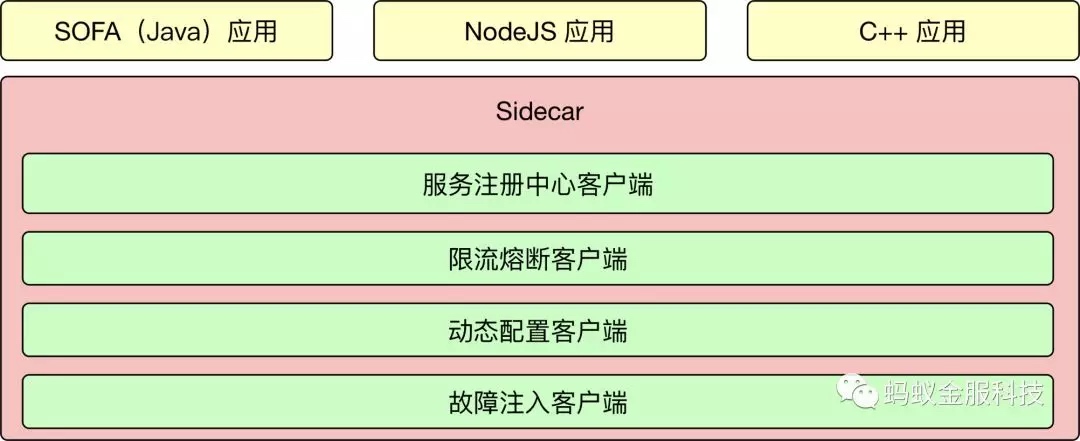 SOFA（Java）应用
NodeJS 应用
C++ 应用
Sidecar
服务注册中心客户端
限流熔断客户端
动态配置客户端
故障注入客户端
蚂蚁金服科技